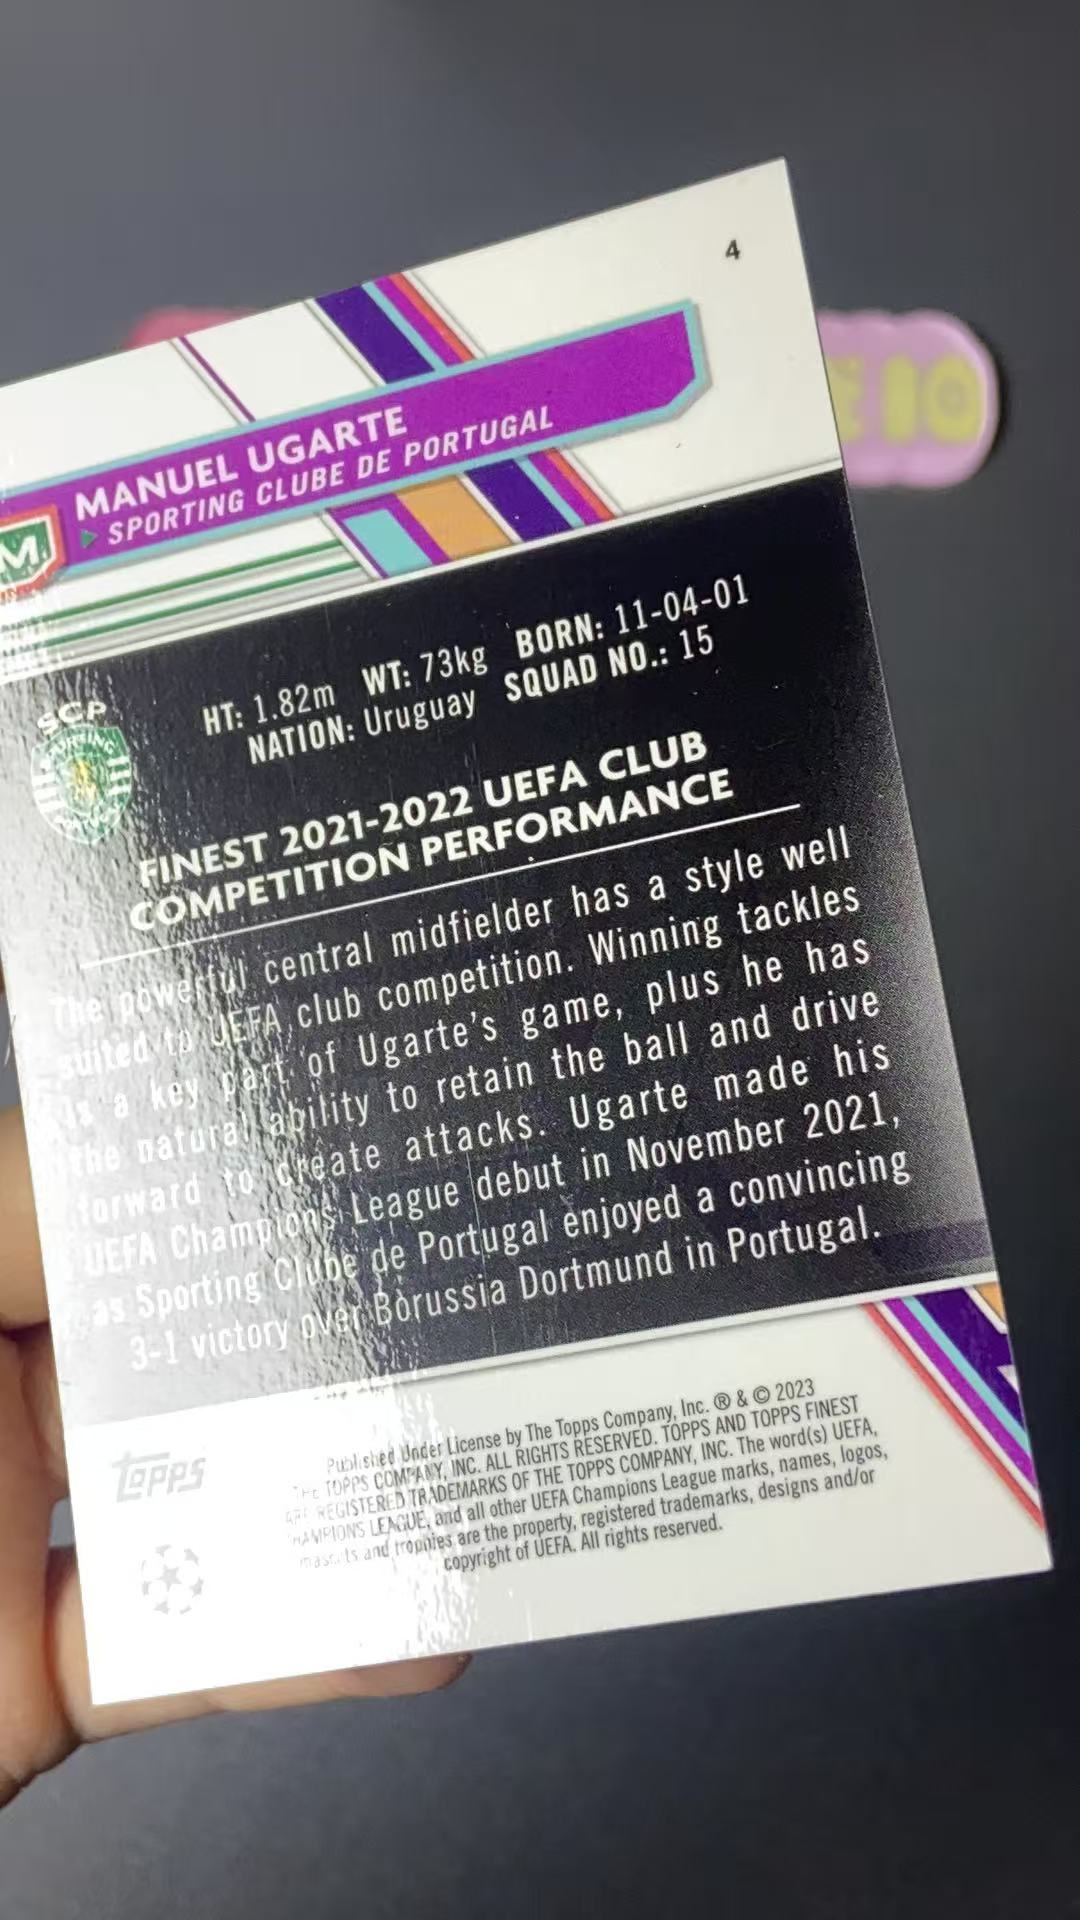 4
MANUEL UGARTE
SPORTING CLUBE DE PORTUGAL
M
HT: 1.82m WT: 73kg BORN: 11-04-01
NATION: Uruguay SQUAD NO.: 15
SCP
SPORTING
FINEST 2021-2022 UEFA CLUB
COMPETITION PERFORMANCE
The powerful central midfielder has a style well
suited to UEFA club competition. Winning tackles
is a key part of Ugarte's game, plus he has
the natural ability to retain the ball and drive
forward to create attacks. Ugarte made his
UEFA Champions League debut in November 2021,
as Sporting Clube de Portugal enjoyed a convincing
3-1 victory over Borussia Dortmund in Portugal.
TOPPS
Published Under License by The Topps Company, Inc. ® & © 2023
THE TOPPS COMPANY, INC. ALL RIGHTS RESERVED. TOPPS AND TOPPS FINEST
ARE REGISTERED TRADEMARKS OF THE TOPPS COMPANY, INC. The word(s) UEFA,
CHAMPIONS LEAGUE, and all other UEFA Champions League marks, names, logos,
mascots and trophies are the property, registered trademarks, designs and/or
copyright of UEFA. All rights reserved.